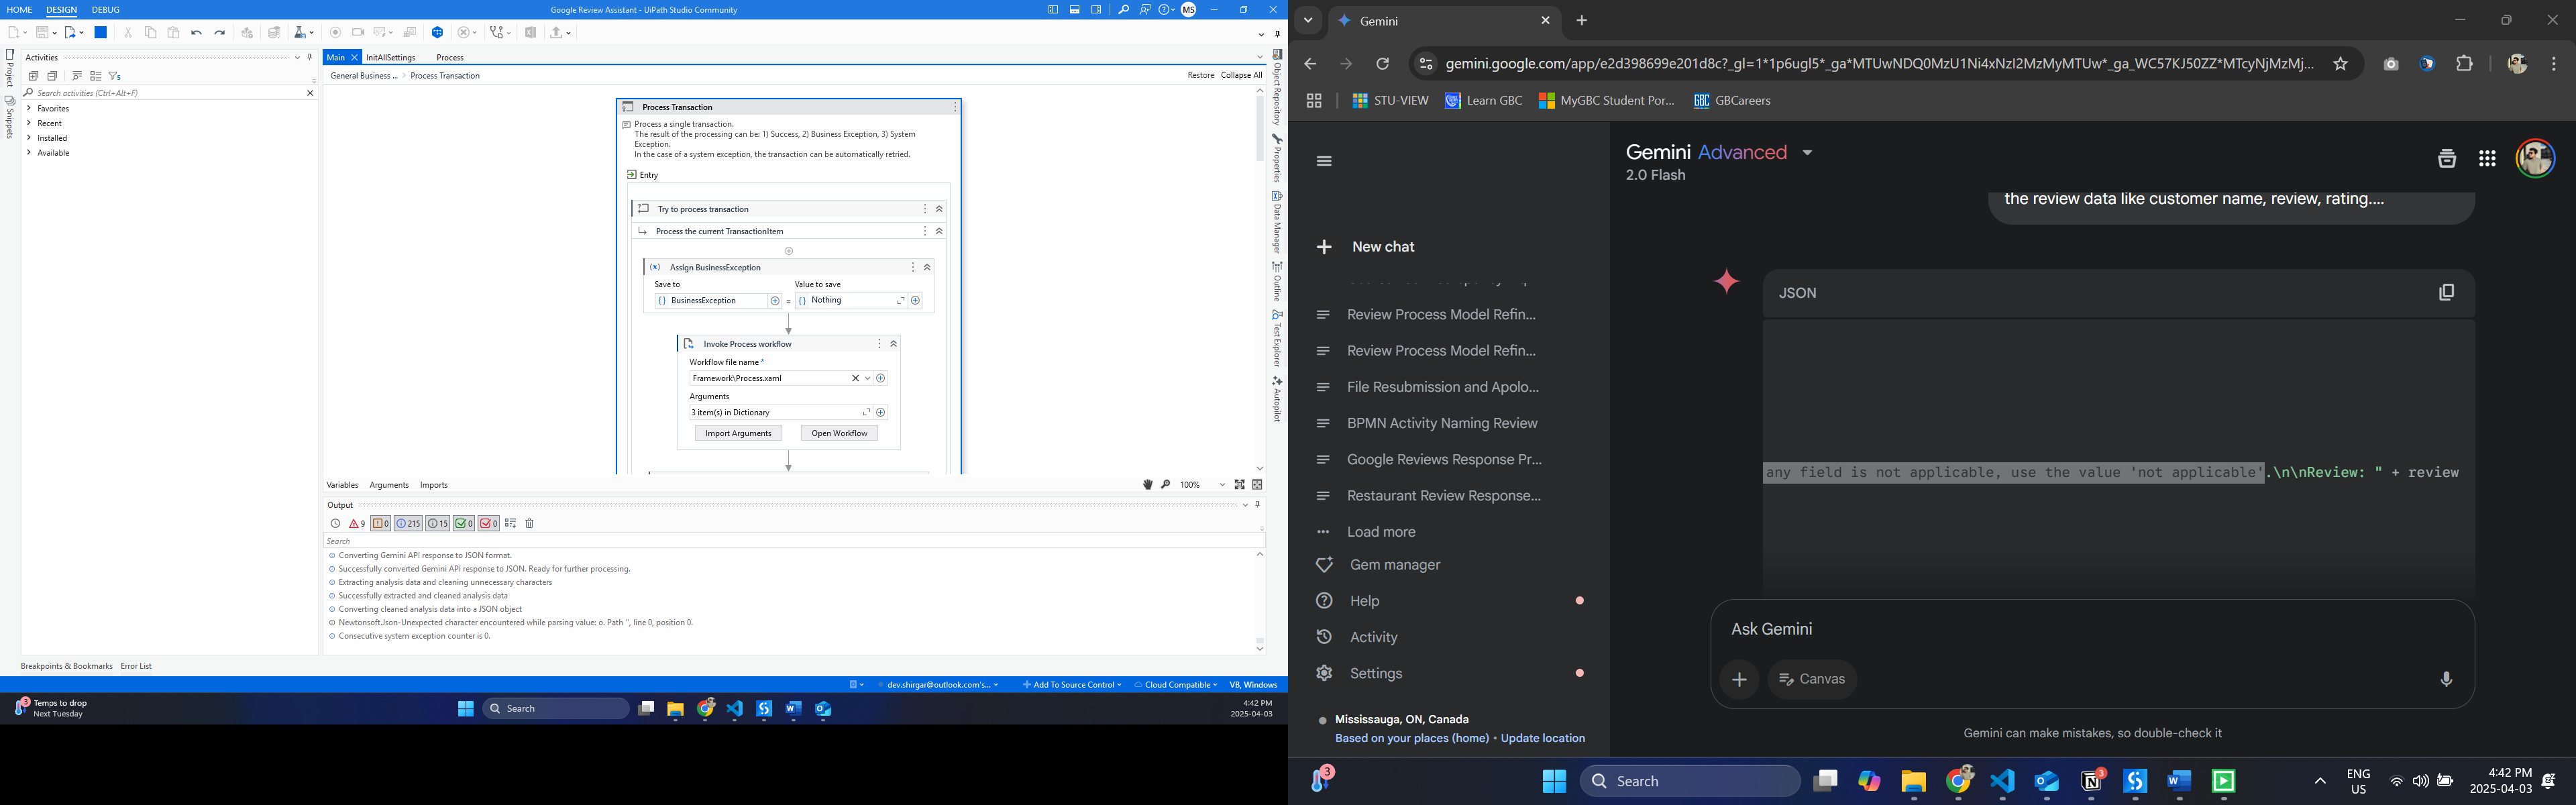 HOME DESIGN DEBUG
Google Review Assistant - UiPath Studio Community
MS
Activities
Search activities (Ctrl+Alt+F)
Favorites
Recent
Installed
Available
Project
Snippets
Main InitAllSettings Process
General Business ... > Process Transaction
Restore Collapse All
Process Transaction
Process a single transaction.
The result of the processing can be: 1) Success, 2) Business Exception, 3) System
Exception.
In the case of a system exception, the transaction can be automatically retried.
Entry
Try to process transaction
Process the current TransactionItem
Assign BusinessException
Save to Value to save
BusinessException = Nothing
Invoke Process workflow
Workflow file name *
Framework\Process.xaml
Arguments
3 item(s) in Dictionary
Import Arguments Open Workflow
Variables Arguments Imports
100%
Object Repository
Properties
Data Manager
Outline
Test Explorer
Autopilot
Output
9 0 215 15 0 0
Search
Converting Gemini API response to JSON format.
Successfully converted Gemini API response to JSON. Ready for further processing.
Extracting analysis data and cleaning unnecessary characters
Successfully extracted and cleaned analysis data
Converting cleaned analysis data into a JSON object
Newtonsoft.Json-Unexpected character encountered while parsing value: o. Path '', line 0, position 0.
Consecutive system exception counter is 0.
Breakpoints & Bookmarks Error List
dev.shirgar@outlook.com's... Add To Source Control Cloud Compatible VB, Windows
3
Temps to drop
Next Tuesday
Search
4:42 PM
2025-04-03
Gemini
gemini.google.com/app/e2d398699e201d8c?_gl=1*1p6ugl5*_ga*MTUwNDQ0MzU1Ni4xNzI2MzMyMTUw*_ga_WC57KJ50ZZ*MTcyNjMzMj...
STU-VIEW Learn GBC MyGBC Student Por... GBCareers
Gemini Advanced
2.0 Flash
New chat
Review Process Model Refin...
Review Process Model Refin...
File Resubmission and Apolo...
BPMN Activity Naming Review
Google Reviews Response Pr...
Restaurant Review Response...
Load more
Gem manager
Help
Activity
Settings
Mississauga, ON, Canada
Based on your places (home) • Update location
the review data like customer name, review, rating....
JSON
any field is not applicable, use the value 'not applicable'.\n\nReview: " + review
Ask Gemini
Canvas
Gemini can make mistakes, so double-check it
3
Search
3
ENG
US
4:42 PM
2025-04-03